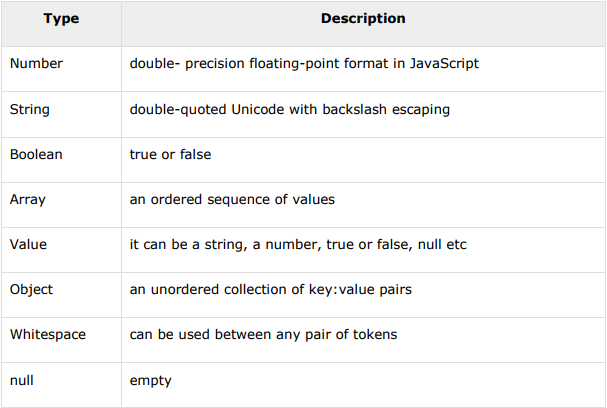 Type Description
Number double- precision floating-point format in JavaScript
String double-quoted Unicode with backslash escaping
Boolean true or false
Array an ordered sequence of values
Value it can be a string, a number, true or false, null etc
Object an unordered collection of key:value pairs
Whitespace can be used between any pair of tokens
null empty